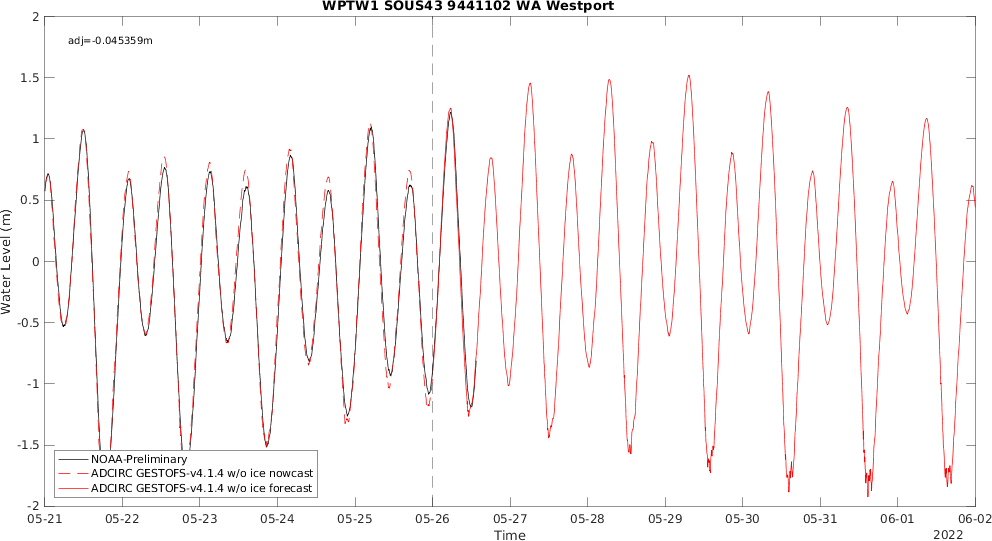 WPTW1 SOUS43 9441102 WA Westport
adj=-0.045359m
Water Level (m)
2
1.5
1
0.5
0
-0.5
-1
-1.5
-2
NOAA-Preliminary
ADCIRC GESTOFS-v4.1.4 w/o ice nowcast
ADCIRC GESTOFS-v4.1.4 w/o ice forecast
05-21 05-22 05-23 05-24 05-25 05-26 05-27 05-28 05-29 05-30 05-31 06-01 06-02
Time
2022